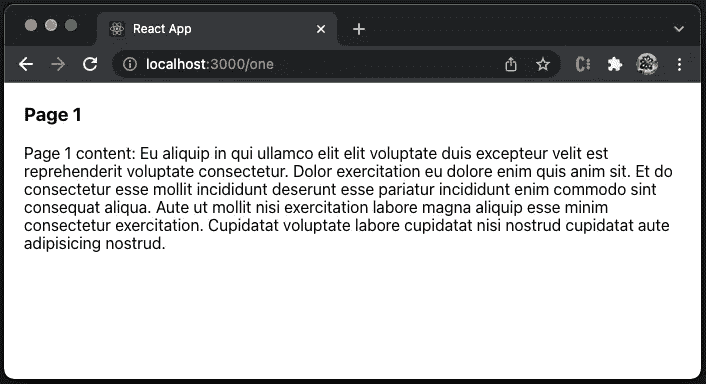 React App
localhost:3000/one
Page 1
Page 1 content: Eu aliquip in qui ullamco elit elit voluptate duis excepteur velit est
reprehenderit voluptate consectetur. Dolor exercitation eu dolore enim quis anim sit. Et do
consectetur esse mollit incididunt deserunt esse pariatur incididunt enim commodo sint
consequat aliqua. Aute ut mollit nisi exercitation labore magna aliquip esse minim
consectetur exercitation. Cupidatat voluptate labore cupidatat nisi nostrud cupidatat aute
adipisicing nostrud.